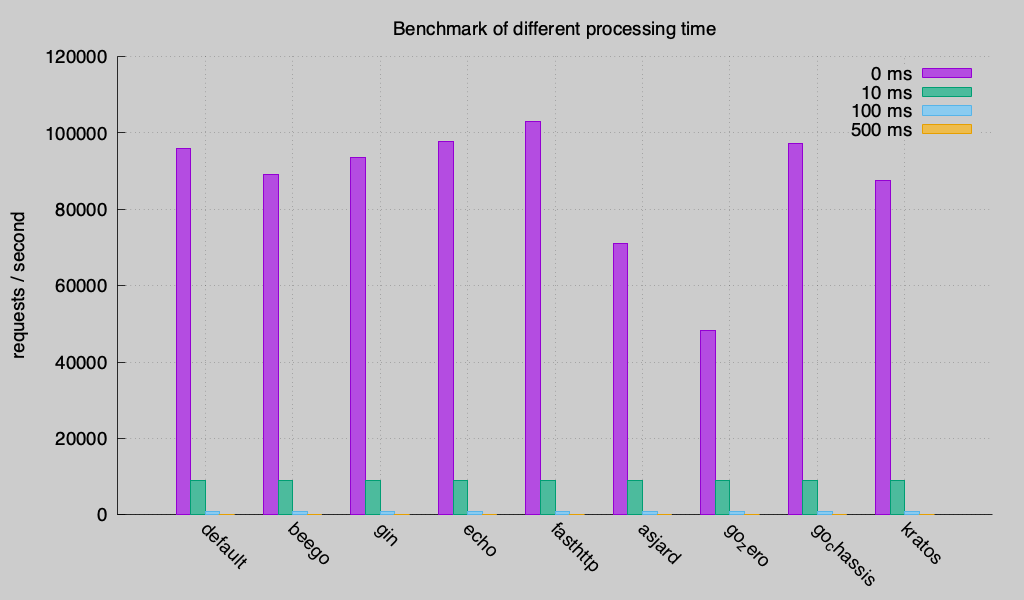 Benchmark of different processing time
0 ms
10 ms
100 ms
500 ms
requests / second
120000
100000
80000
60000
40000
20000
0
default
beego
gin
echo
fasthttp
asjard
gozero
gochassis
kratos